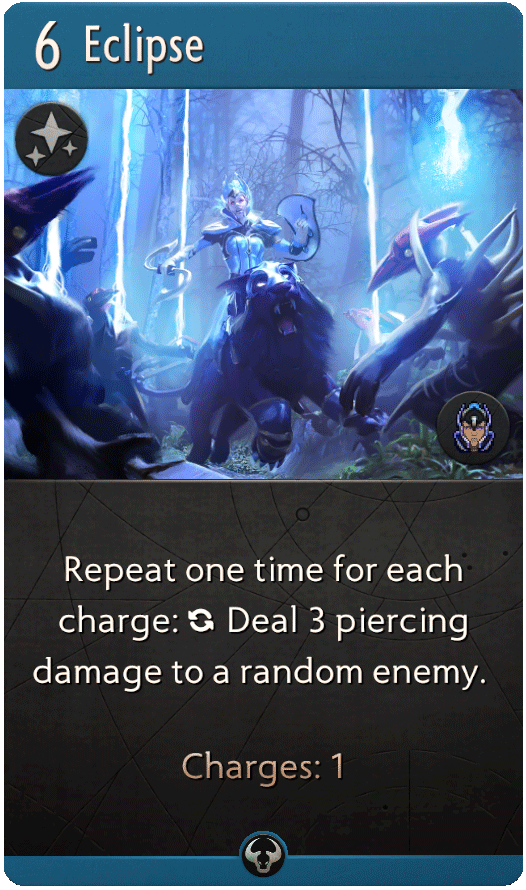 6 Eclipse
Repeat one time for each
charge: Deal 3 piercing
damage to a random enemy.
Charges: 1